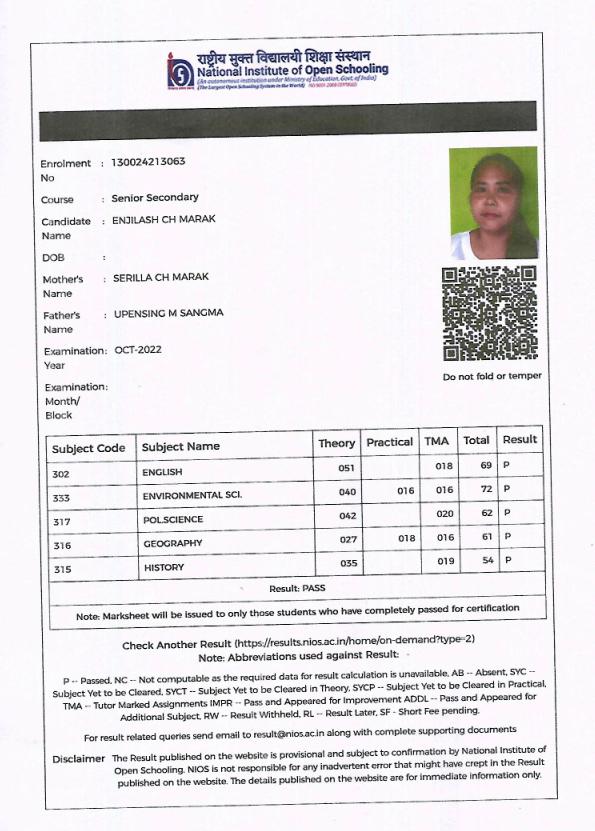 राष्ट्रीय मुक्त विद्यालयी शिक्षा संस्थान
National Institute of Open Schooling
(An autonomous institution under Ministry of Education, Govt. of India)
(The Largest Open Schooling System in the World) ISO 9001:2008 CERTIFIED
Enrolment No : 130024213063
Course : Senior Secondary
Candidate Name : ENJILASH CH MARAK
DOB :
Mother's Name : SERILLA CH MARAK
Father's Name : UPENSING M SANGMA
Examination Year : OCT-2022
Examination Month/ Block :
Do not fold or temper
Subject Code Subject Name Theory Practical TMA Total Result
302 ENGLISH 051 018 69 P
333 ENVIRONMENTAL SCI. 040 016 016 72 P
317 POL.SCIENCE 042 020 62 P
316 GEOGRAPHY 027 018 016 61 P
315 HISTORY 035 019 54 P
Result: PASS
Note: Marksheet will be issued to only those students who have completely passed for certification
Check Another Result (https://results.nios.ac.in/home/on-demand?type=2)
Note: Abbreviations used against Result:
P -- Passed, NC -- Not computable as the required data for result calculation is unavailable, AB -- Absent, SYC --
Subject Yet to be Cleared, SYCT -- Subject Yet to be Cleared in Theory, SYCP -- Subject Yet to be Cleared in Practical,
TMA -- Tutor Marked Assignments IMPR -- Pass and Appeared for Improvement ADDL -- Pass and Appeared for
Additional Subject, RW -- Result Withheld, RL -- Result Later, SF - Short Fee pending.
For result related queries send email to result@nios.ac.in along with complete supporting documents
Disclaimer The Result published on the website is provisional and subject to confirmation by National Institute of
Open Schooling. NIOS is not responsible for any inadvertent error that might have crept in the Result
published on the website. The details published on the website are for immediate information only.